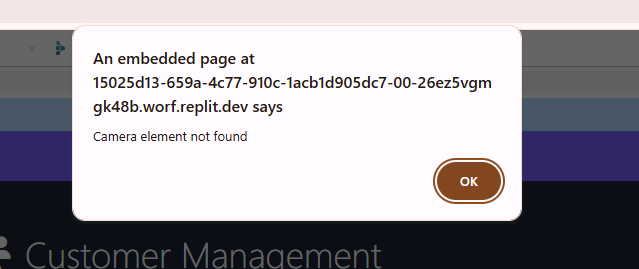 An embedded page at
15025d13-659a-4c77-910c-1acb1d905dc7-00-26ez5vgm
gk48b.worf.replit.dev says
Camera element not found
OK
Customer Management